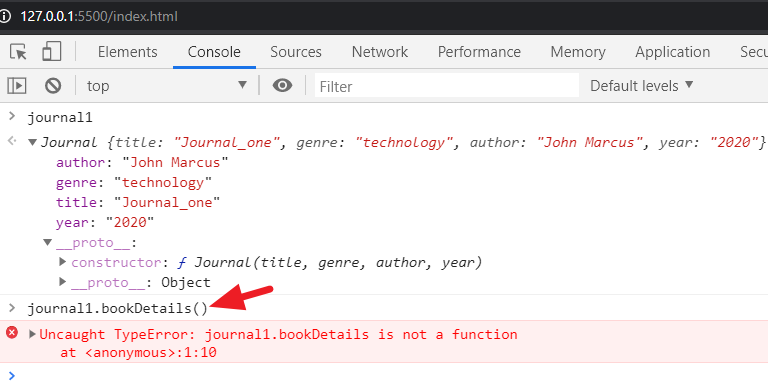 127.0.0.1:5500/index.html
Elements Console Sources Network Performance Memory Application Secu
top Filter Default levels
journal1
Journal {title: "Journal_one", genre: "technology", author: "John Marcus", year: "2020"}
author: "John Marcus"
genre: "technology"
title: "Journal_one"
year: "2020"
__proto__:
constructor: ƒ Journal(title, genre, author, year)
__proto__: Object
journal1.bookDetails()
Uncaught TypeError: journal1.bookDetails is not a function
at <anonymous>:1:10